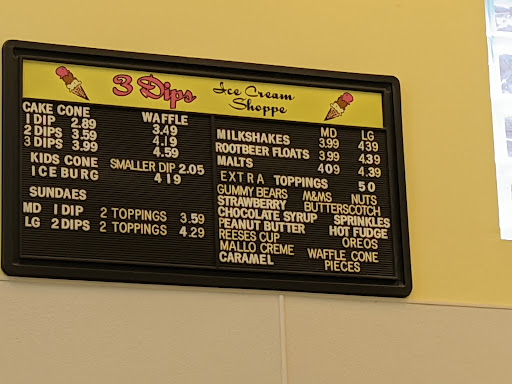 3 Dips Ice Cream Shoppe
CAKE CONE WAFFLE
1 DIP 2.89 3.49
2 DIPS 3.59 4.19
3 DIPS 3.99 4.59
KIDS CONE SMALLER DIP 2.05
ICEBURG 4 1 9
SUNDAES
MD 1 DIP 2 TOPPINGS 3.59
LG 2 DIPS 2 TOPPINGS 4.29
MD LG
MILKSHAKES 3.99 4.39
ROOTBEER FLOATS 3.99 4.39
MALTS 4 09 4.39
EXTRA TOPPINGS 50
GUMMY BEARS M&MS NUTS
STRAWBERRY BUTTERSCOTCH
CHOCOLATE SYRUP SPRINKLES
PEANUT BUTTER HOT FUDGE
REESES CUP OREOS
MALLO CREME WAFFLE CONE
CARAMEL PIECES